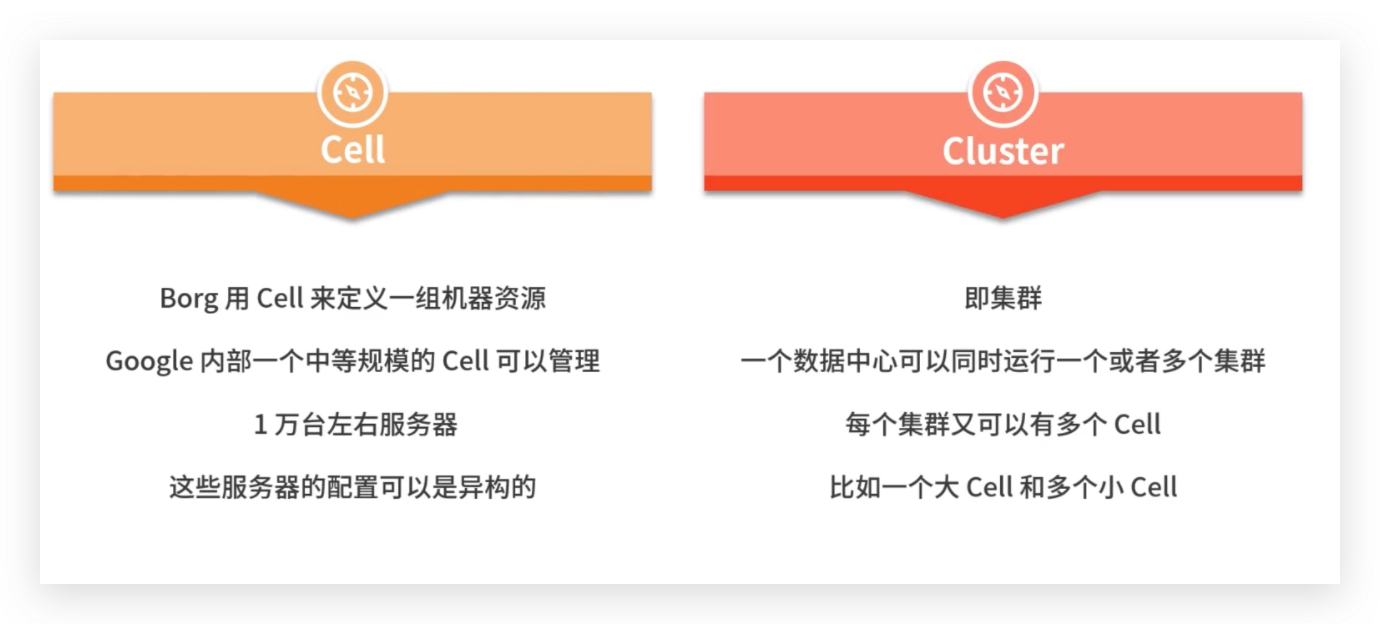 Cell
Borg 用 Cell 来定义一组机器资源
Google 内部一个中等规模的 Cell 可以管理
1 万台左右服务器
这些服务器的配置可以是异构的
Cluster
即集群
一个数据中心可以同时运行一个或者多个集群
每个集群又可以有多个 Cell
比如一个大 Cell 和多个小 Cell